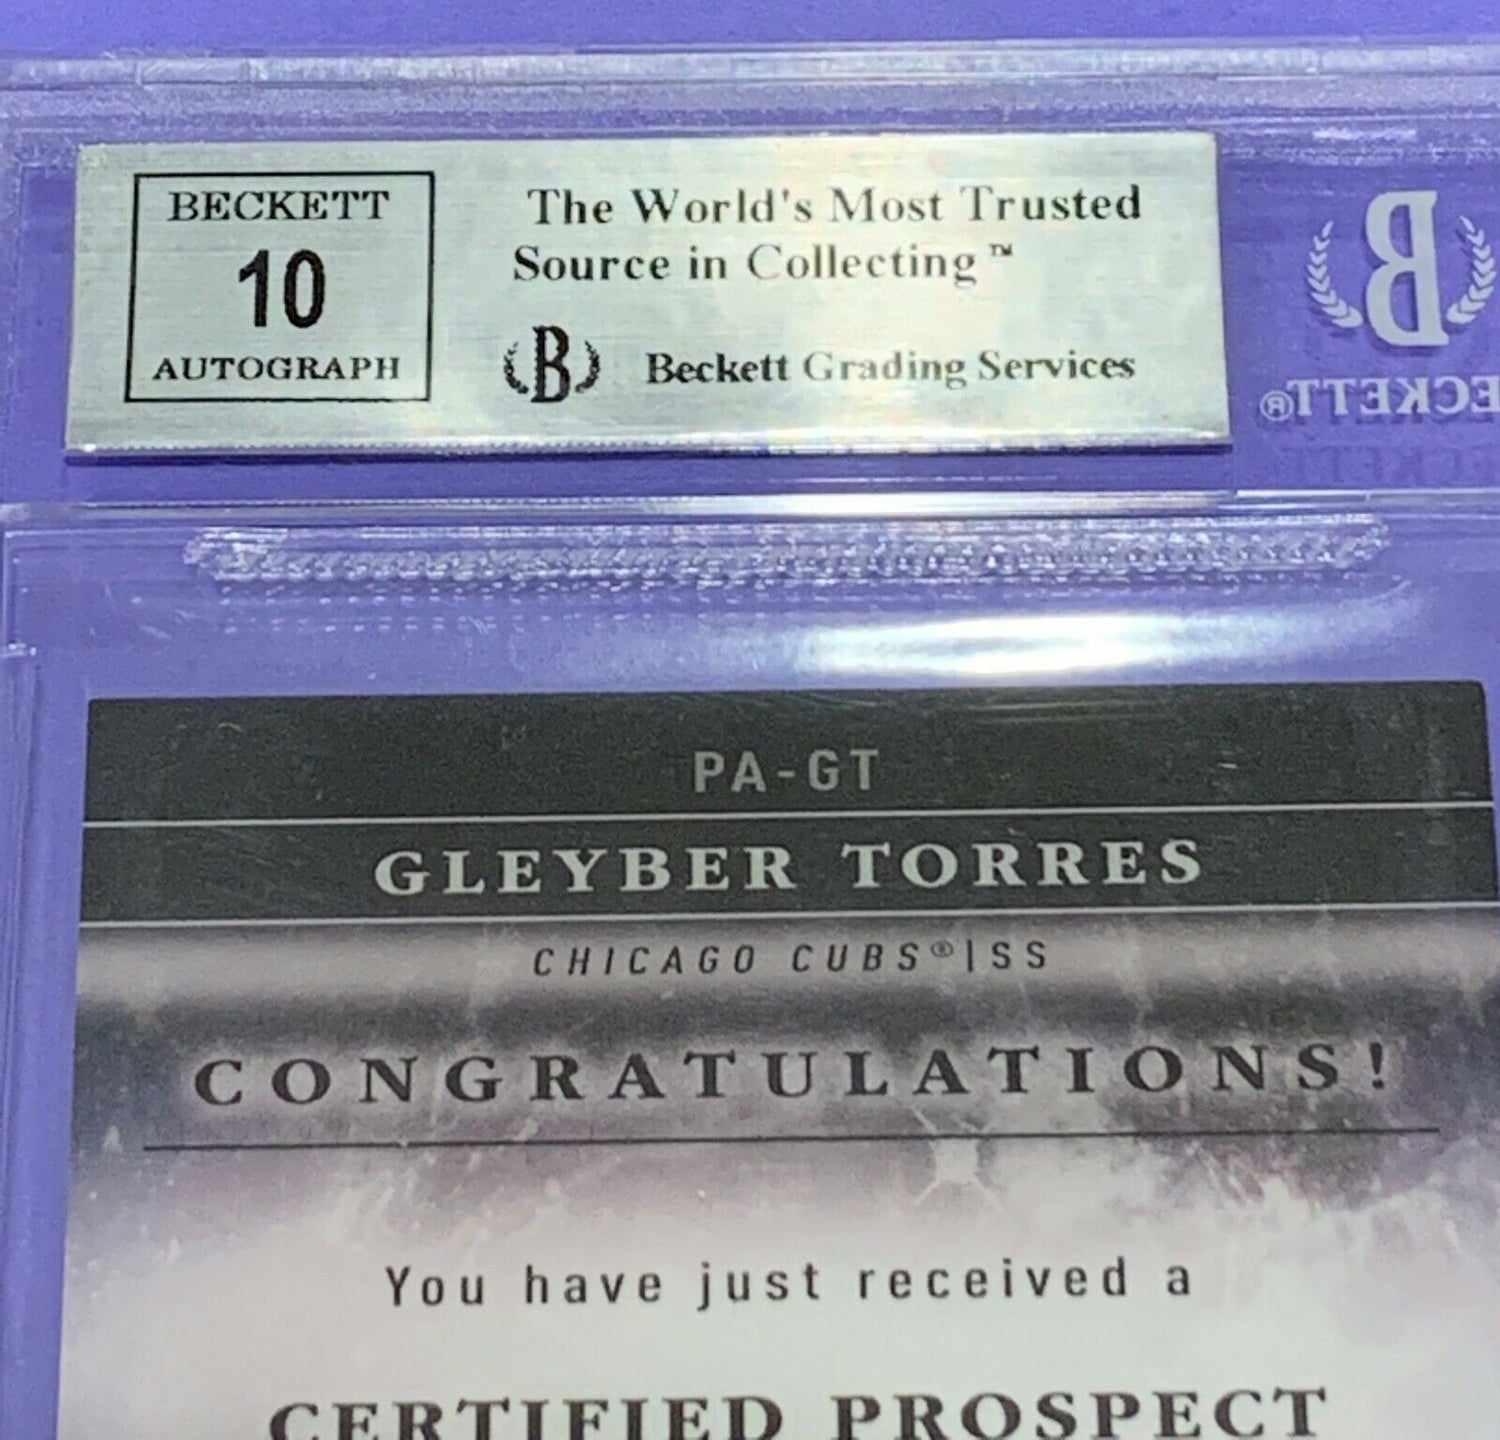 BECKETT
10
AUTOGRAPH
The World's Most Trusted
Source in Collecting™
B
Beckett Grading Services
B
ECKETT®
PA-GT
GLEYBER TORRES
CHICAGO CUBS®|SS
CONGRATULATIONS!
You have just received a
CERTIFIED PROSPECT